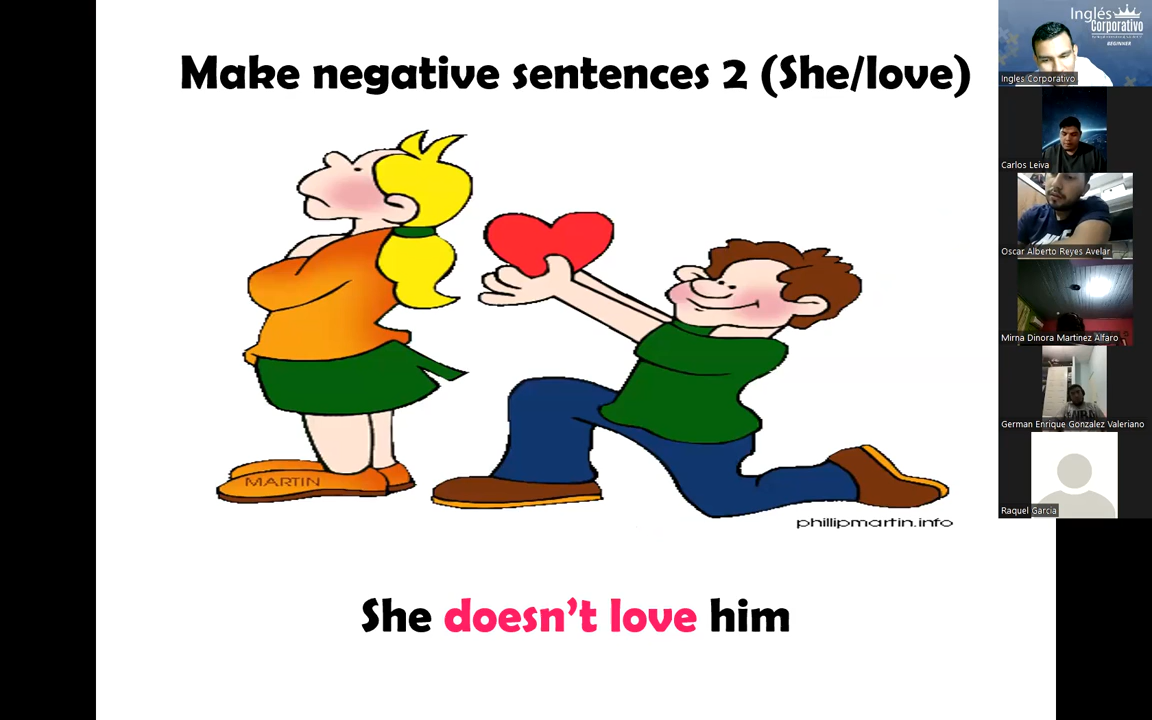 Make negative sentences 2 (She/love)
MARTIN
phillipmartin.info
She doesn't love him
Inglés
Corporativo
BEGINNER
Ingles Corporativo
Carlos Leiva
Oscar Alberto Reyes Avelar
Mirna Dinora Martinez Alfaro
German Enrique Gonzalez Valeriano
Raquel Garcia